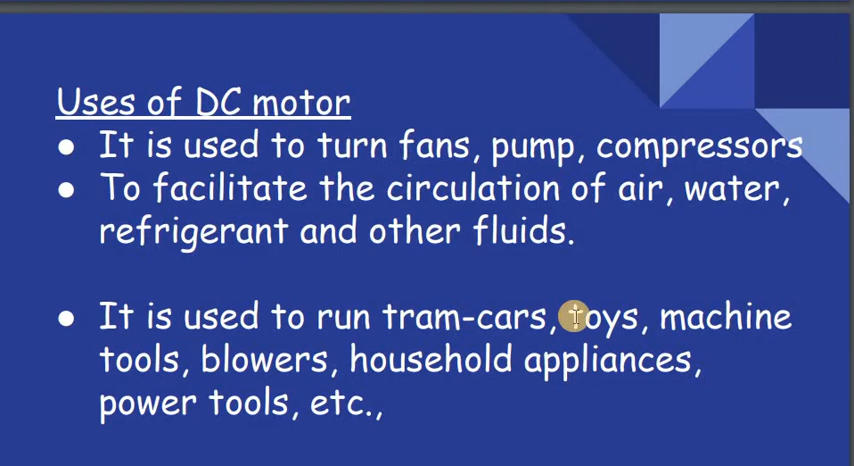 Uses of DC motor
● It is used to turn fans, pump, compressors
● To facilitate the circulation of air, water,
refrigerant and other fluids.
● It is used to run tram-cars, toys, machine
tools, blowers, household appliances,
power tools, etc.,